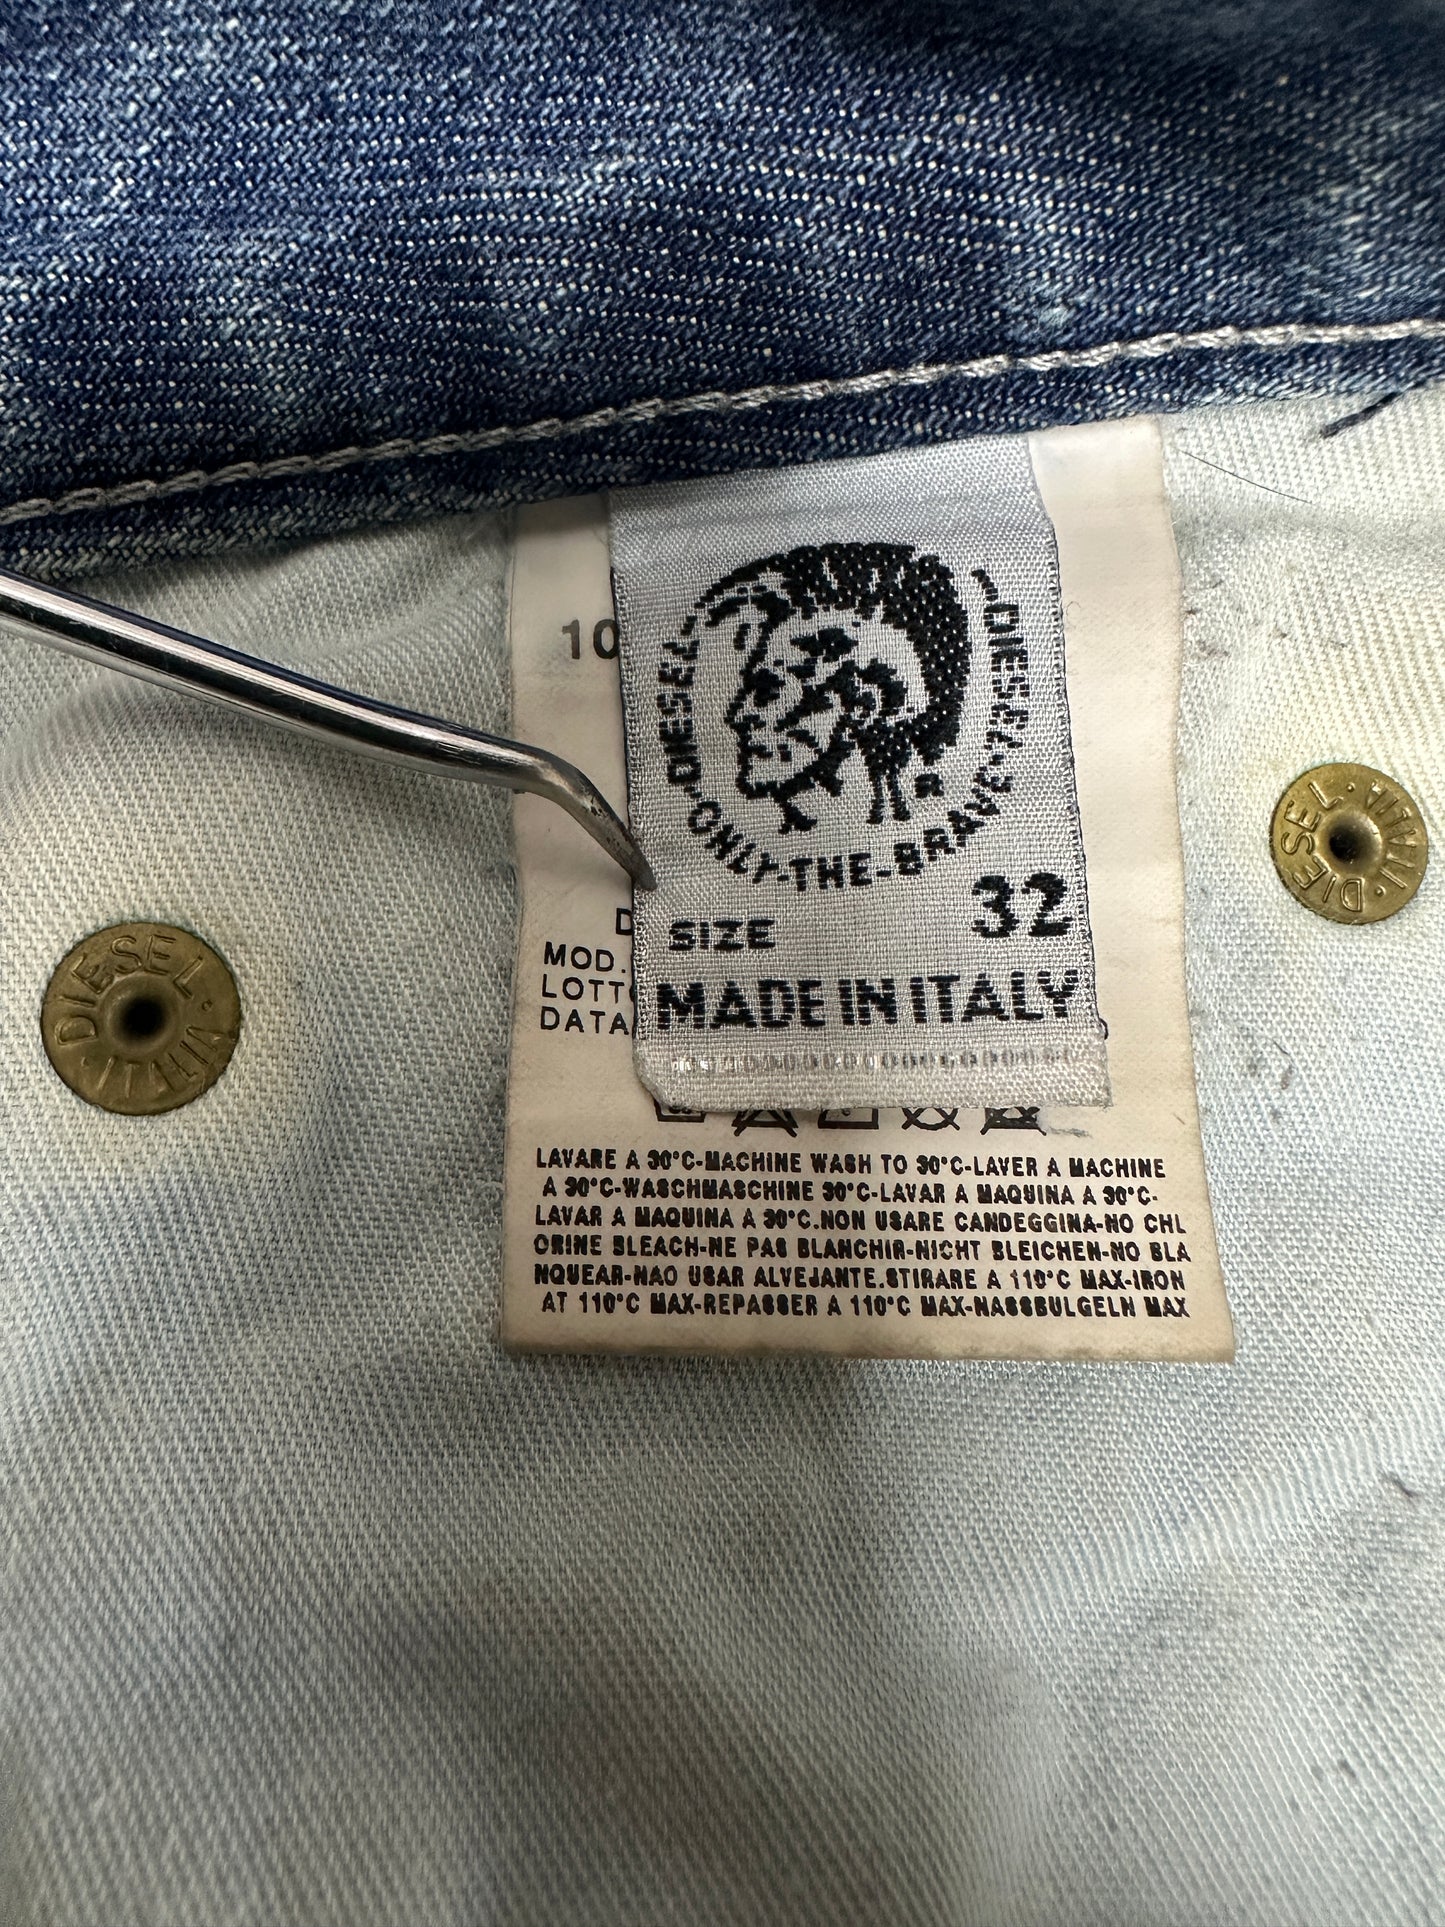 10
DIESEL
DIESEL
ONLY-THE-BRAVE
R
SIZE 32
MADE IN ITALY
D
MOD.
LOTT
DATA
LAVARE A 30°C-MACHINE WASH TO 30°C-LAVER A MACHINE
A 30°C-WASCHMASCHINE 30°C-LAVAR A MAQUINA A 30°C-
LAVAR A MAQUINA A 30°C.NON USARE CANDEGGINA-NO CHL
ORINE BLEACH-NE PAS BLANCHIR-NICHT BLEICHEN-NO BLA
NQUEAR-NAO USAR ALVEJANTE.STIRARE A 110°C MAX-IRON
AT 110°C MAX-REPASSER A 110°C MAX-NASSBULGELN MAX
DIESEL·ITALIA·
DIESEL·ITALIA·